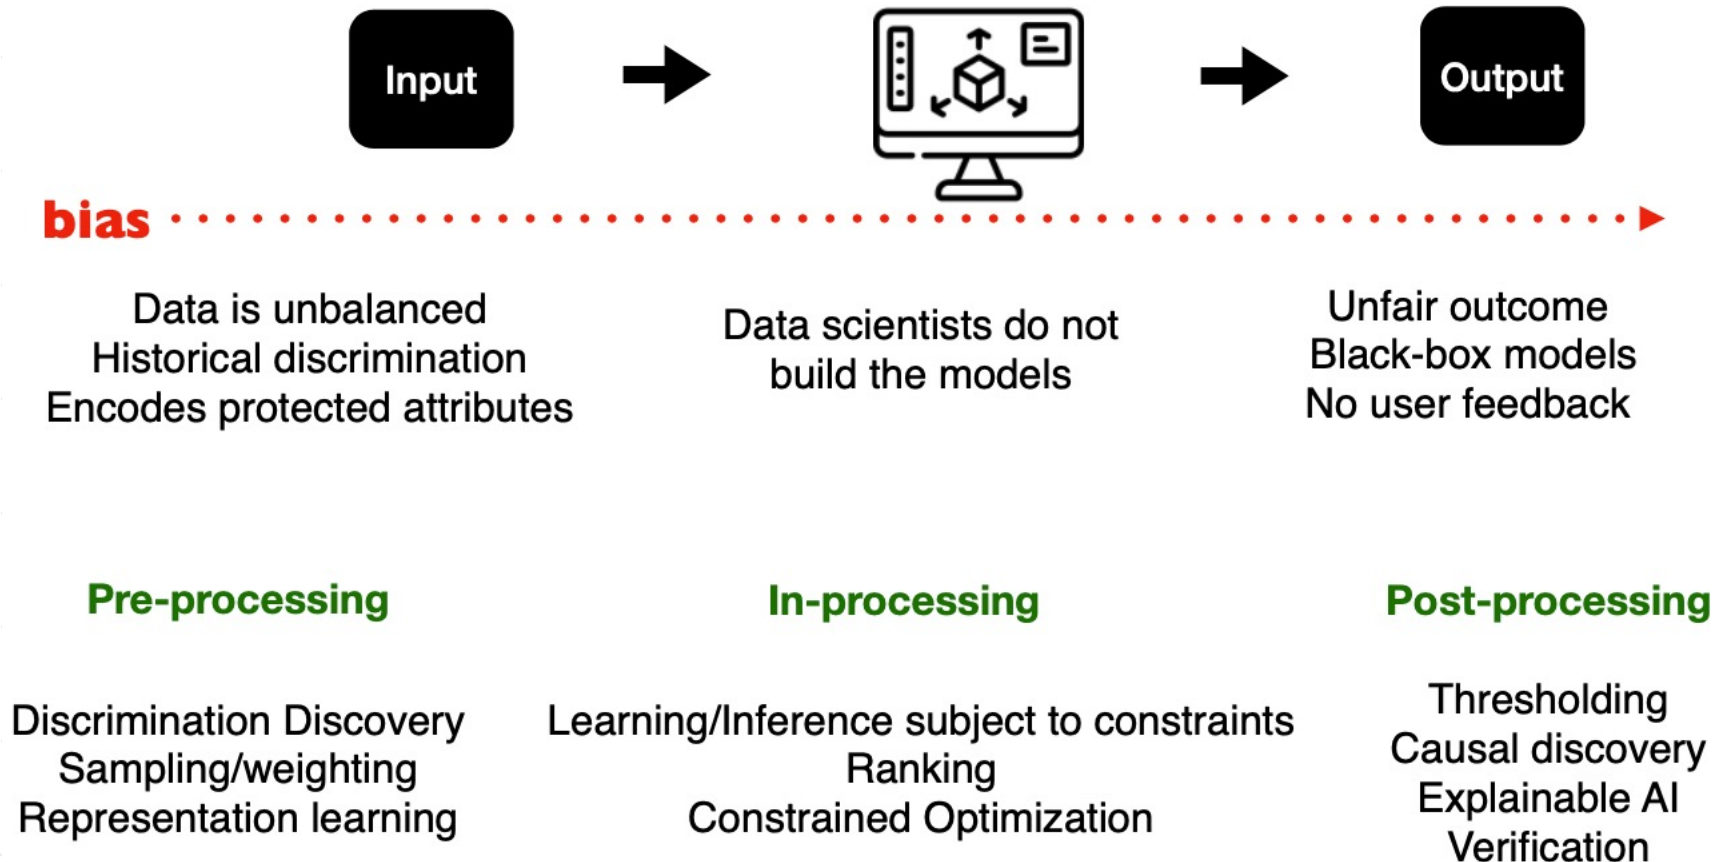 Input
Output
bias
Data is unbalanced
Historical discrimination
Encodes protected attributes
Data scientists do not
build the models
Unfair outcome
Black-box models
No user feedback
Pre-processing
In-processing
Post-processing
Discrimination Discovery
Sampling/weighting
Representation learning
Learning/Inference subject to constraints
Ranking
Constrained Optimization
Thresholding
Causal discovery
Explainable AI
Verification